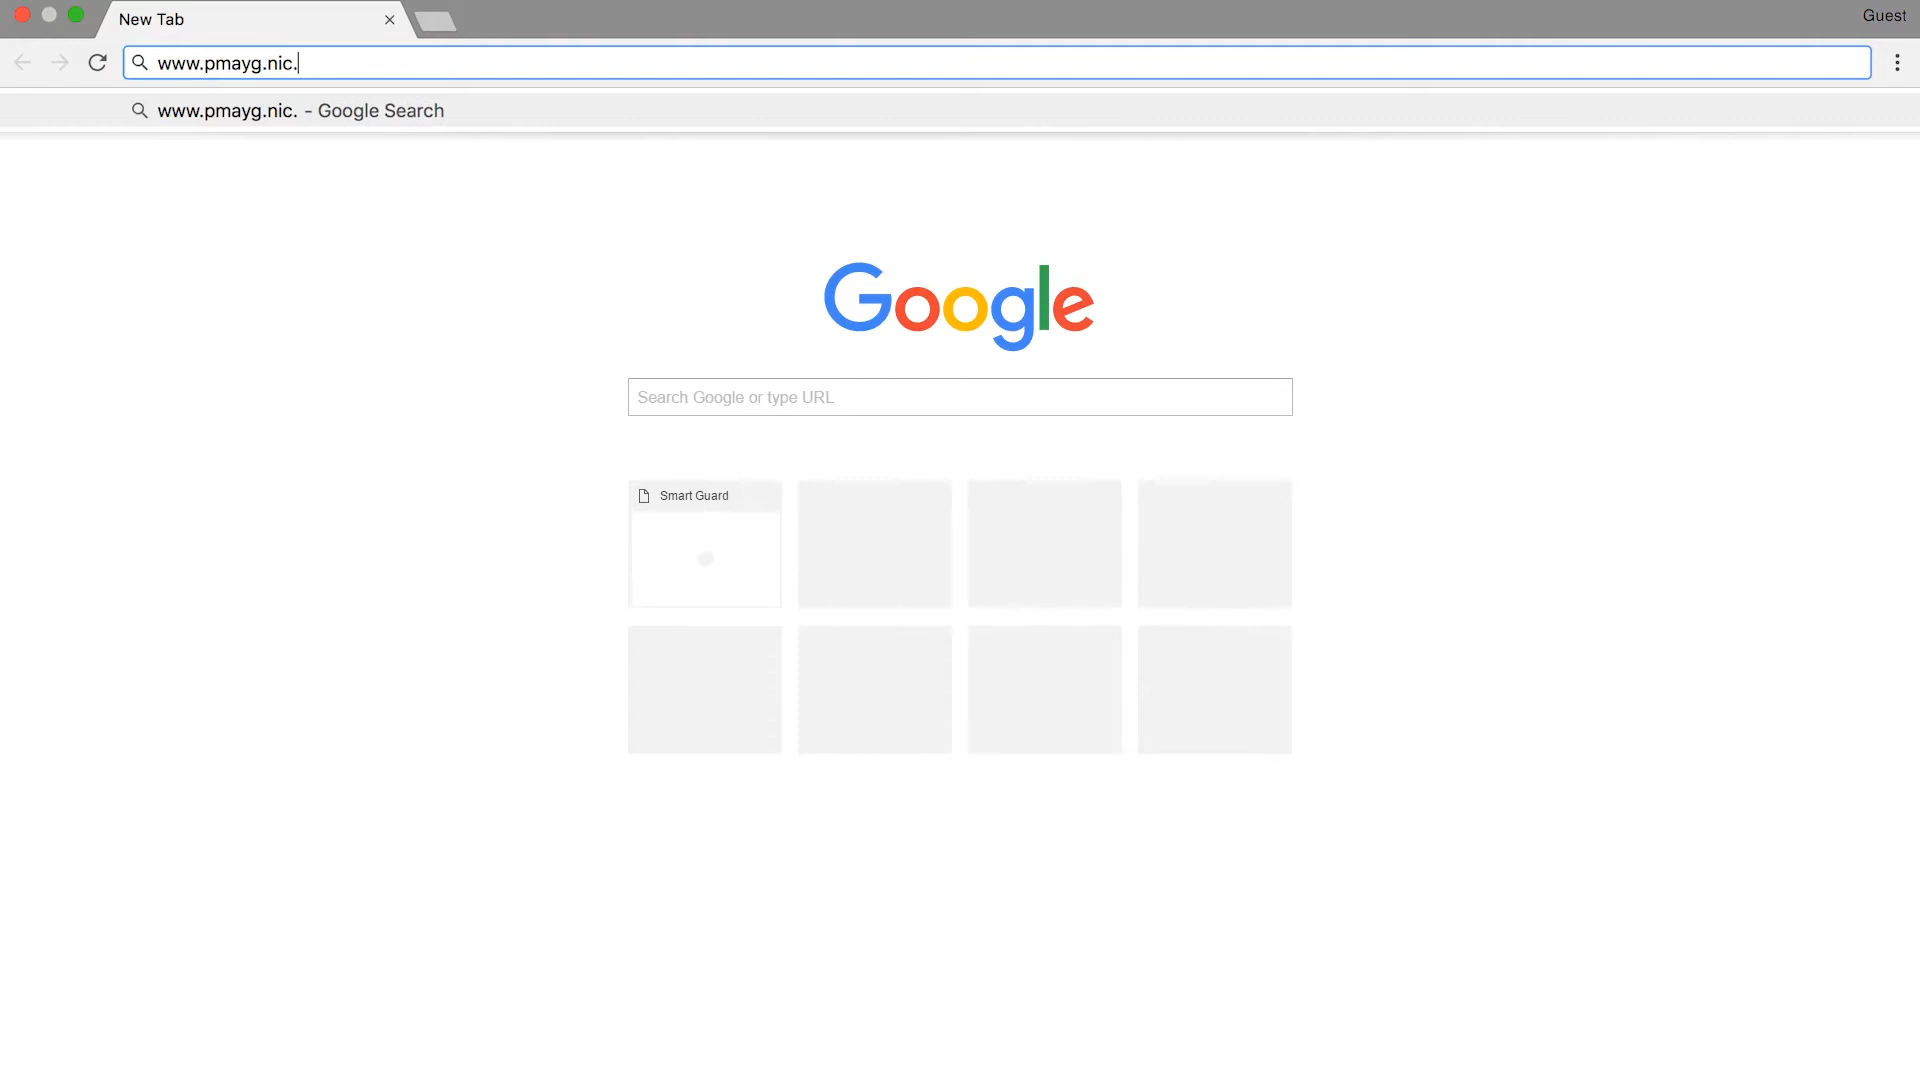 New Tab
Guest
www.pmayg.nic.
www.pmayg.nic. - Google Search
Google
Search Google or type URL
Smart Guard